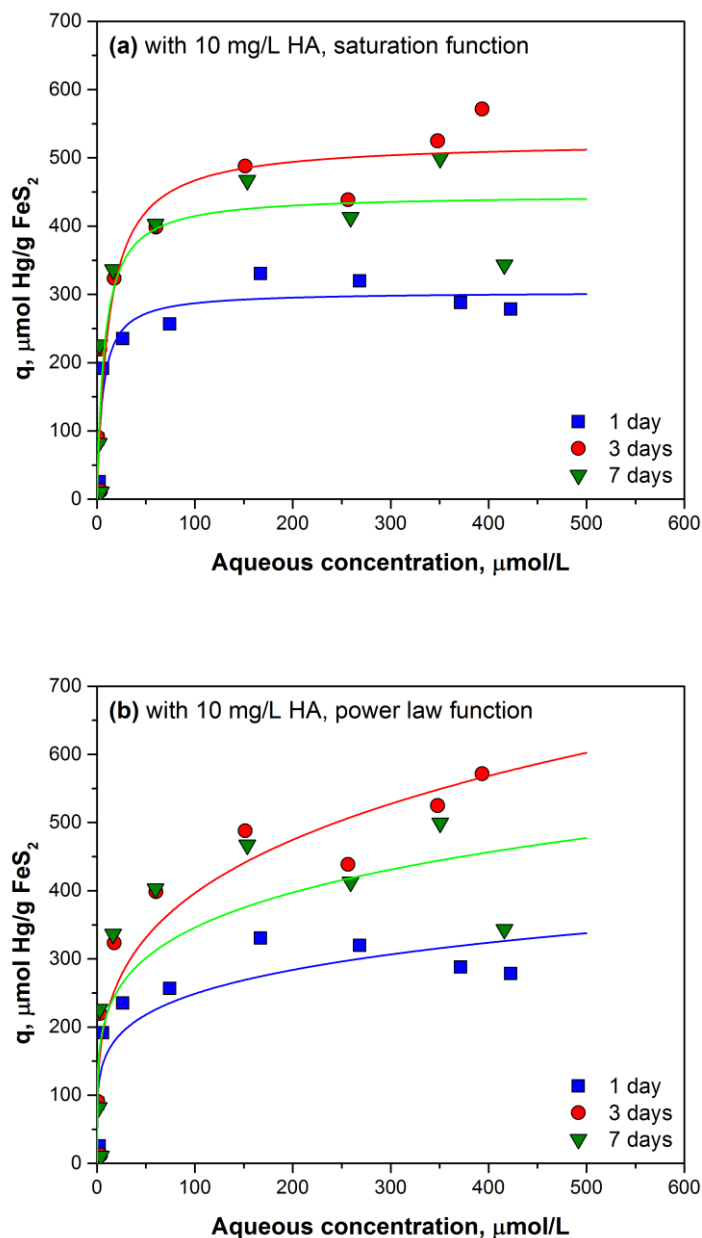 (a) with 10 mg/L HA, saturation function
700
600
500
400
300
200
100
0
q, μmol Hg/g FeS₂
0 100 200 300 400 500 600
Aqueous concentration, μmol/L
1 day
3 days
7 days
(b) with 10 mg/L HA, power law function
700
600
500
400
300
200
100
0
q, μmol Hg/g FeS₂
0 100 200 300 400 500 600
Aqueous concentration, μmol/L
1 day
3 days
7 days